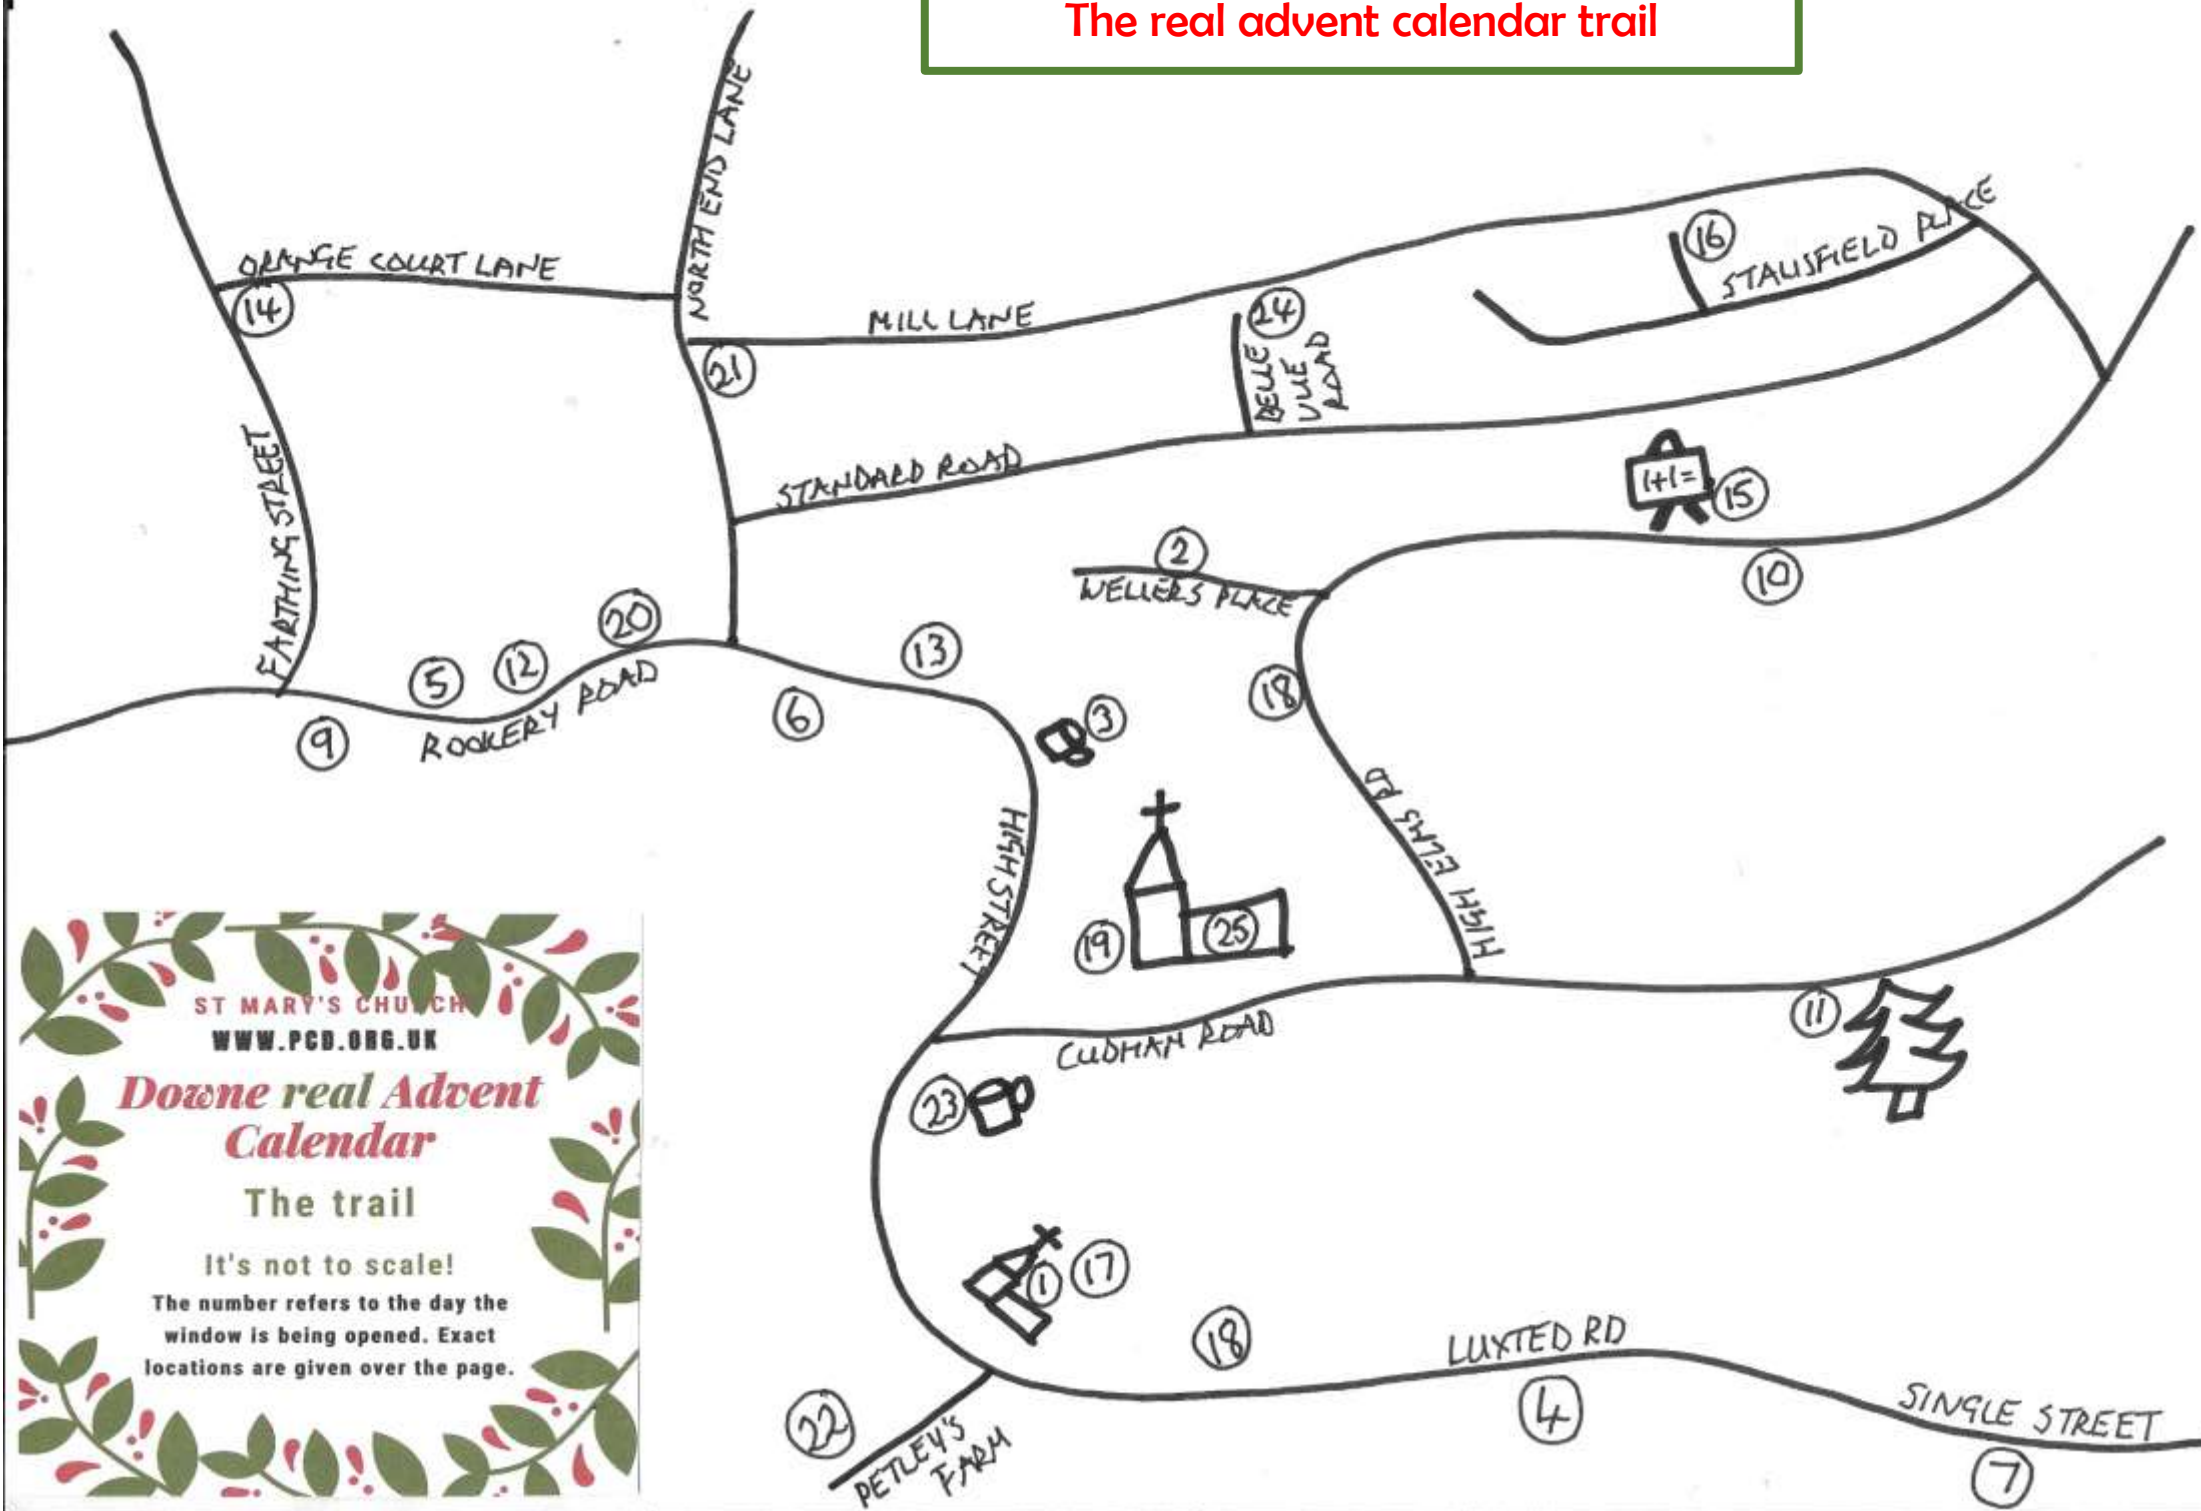 The real advent calendar trail
NORTH END LANE
ORANGE COURT LANE
14
MILL LANE
21
24
BELLE
VUE
ROAD
16
STALISFIELD PLACE
FARTHING STREET
STANDARD ROAD
1+1=
15
2
WELLERS PLACE
10
20
5
12
13
9
ROOKERY ROAD
6
3
18
HIGH STREET
HIGH ELMS RD
19
25
CUDHAM ROAD
11
23
1
17
18
LUXTED RD
4
22
PETLEY'S
FARM
SINGLE STREET
7
ST MARY'S CHURCH
WWW.PCD.ORG.UK
Downe real Advent
Calendar
The trail
It's not to scale!
The number refers to the day the
window is being opened. Exact
locations are given over the page.